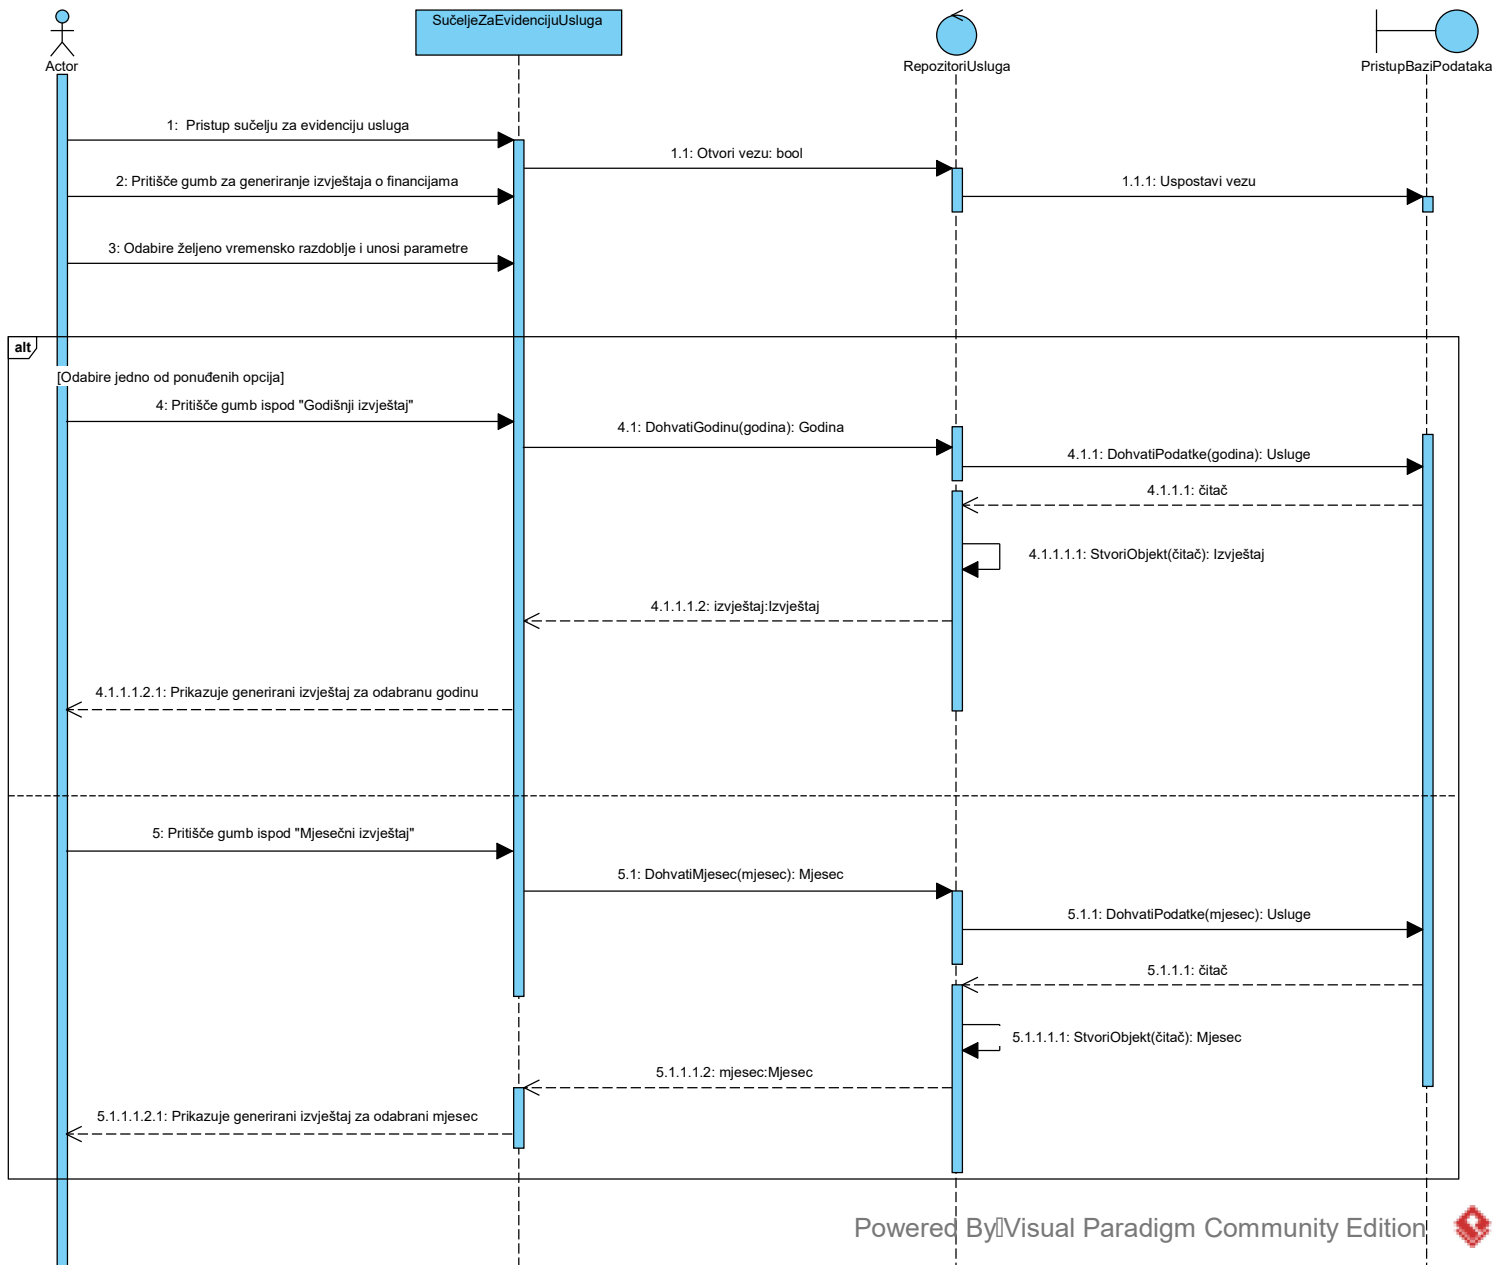 SučeljeZaEvidencijuUsluga
Actor
RepozitoriUsluga
PristupBaziPodataka
1: Pristup sučelju za evidenciju usluga
1.1: Otvori vezu: bool
2: Pritišče gumb za generiranje izvještaja o financijama
1.1.1: Uspostavi vezu
3: Odabire željeno vremensko razdoblje i unosi parametre
alt
[Odabire jedno od ponuđenih opcija]
4: Pritišče gumb ispod "Godišnji izvještaj"
4.1: DohvatiGodinu(godina): Godina
4.1.1: DohvatiPodatke(godina): Usluge
4.1.1.1: čitač
4.1.1.1.1: StvoriObjekt(čitač): Izvještaj
4.1.1.1.2: izvještaj:Izvještaj
4.1.1.1.2.1: Prikazuje generirani izvještaj za odabranu godinu
5: Pritišče gumb ispod "Mjesečni izvještaj"
5.1: DohvatiMjesec(mjesec): Mjesec
5.1.1: DohvatiPodatke(mjesec): Usluge
5.1.1.1: čitač
5.1.1.1.1: StvoriObjekt(čitač): Mjesec
5.1.1.1.2: mjesec:Mjesec
5.1.1.1.2.1: Prikazuje generirani izvještaj za odabrani mjesec
Powered By Visual Paradigm Community Edition